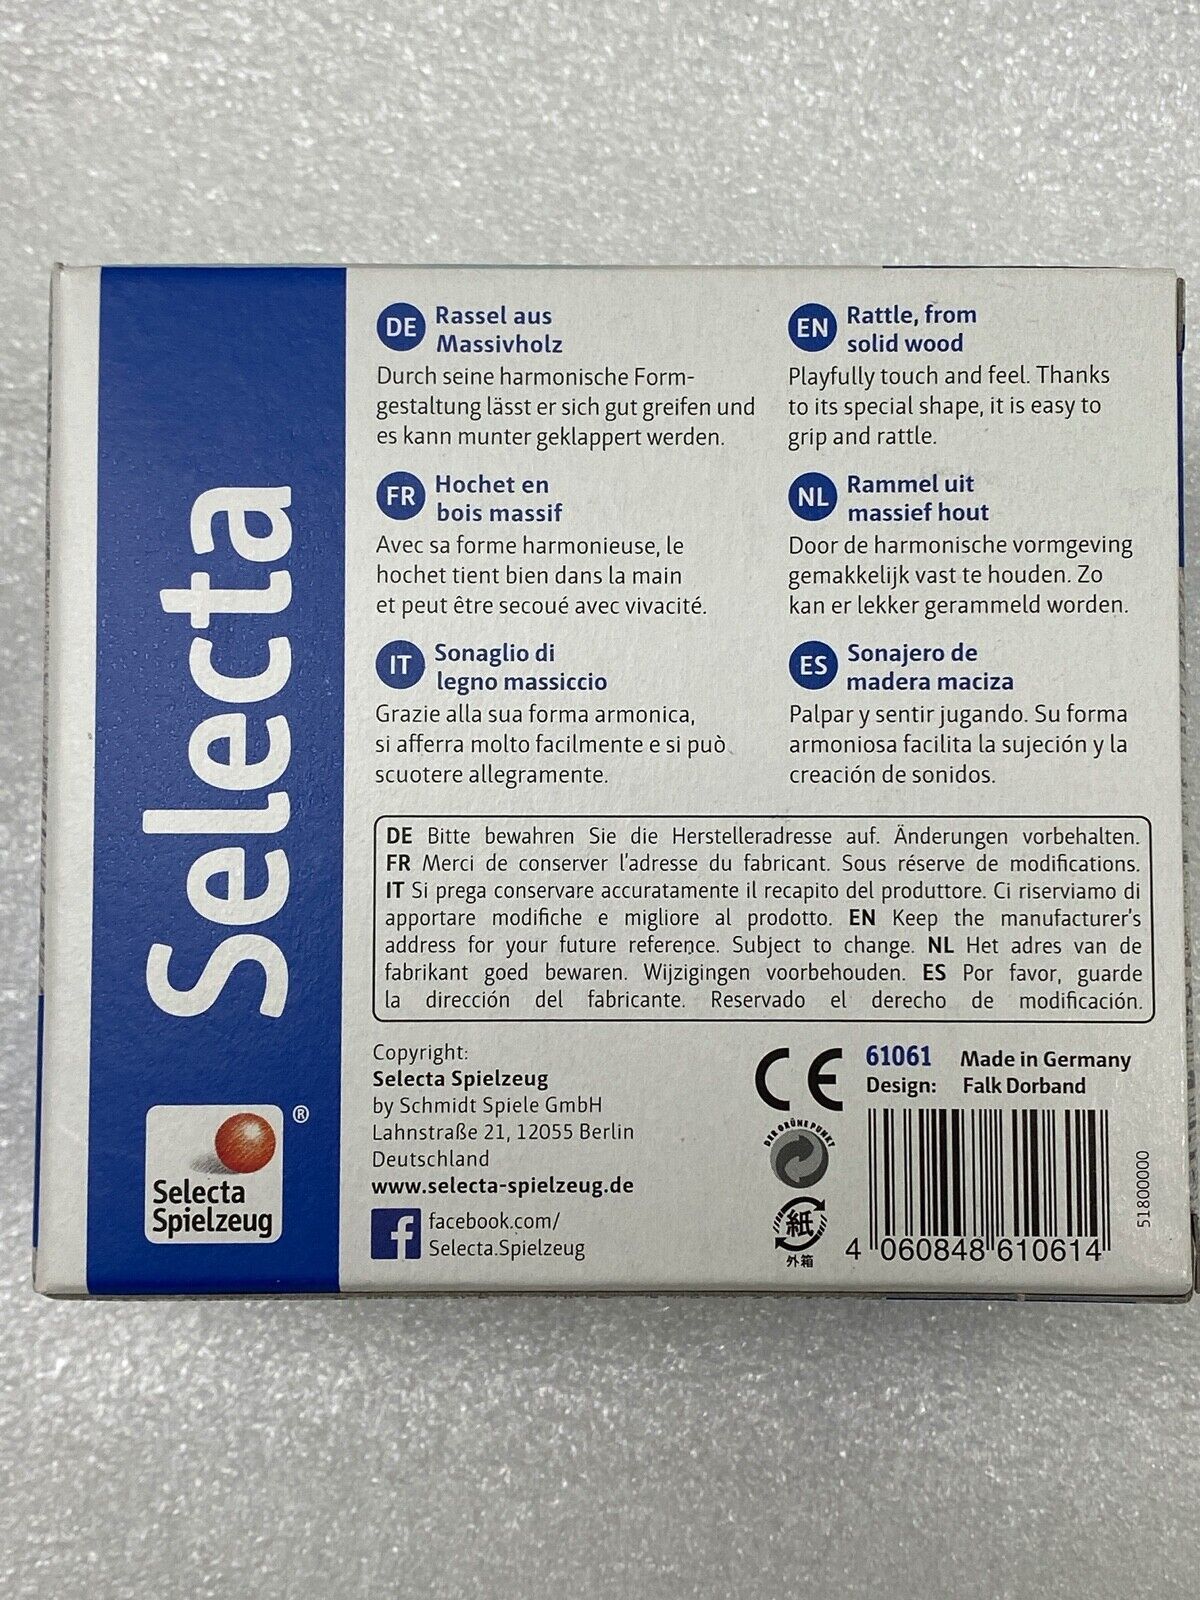 Selecta
Selecta
Spielzeug
®
DE Rassel aus
Massivholz
Durch seine harmonische Form-
gestaltung lässt er sich gut greifen und
es kann munter geklappert werden.
EN Rattle, from
solid wood
Playfully touch and feel. Thanks
to its special shape, it is easy to
grip and rattle.
FR Hochet en
bois massif
Avec sa forme harmonieuse, le
hochet tient bien dans la main
et peut être secoué avec vivacité.
NL Rammel uit
massief hout
Door de harmonische vormgeving
gemakkelijk vast te houden. Zo
kan er lekker gerammeld worden.
IT Sonaglio di
legno massiccio
Grazie alla sua forma armonica,
si afferra molto facilmente e si può
scuotere allegramente.
ES Sonajero de
madera maciza
Palpar y sentir jugando. Su forma
armoniosa facilita la sujeción y la
creación de sonidos.
DE Bitte bewahren Sie die Herstelleradresse auf. Änderungen vorbehalten.
FR Merci de conserver l'adresse du fabricant. Sous réserve de modifications.
IT Si prega conservare accuratamente il recapito del produttore. Ci riserviamo di
apportare modifiche e migliore al prodotto. EN Keep the manufacturer's
address for your future reference. Subject to change. NL Het adres van de
fabrikant goed bewaren. Wijzigingen voorbehouden. ES Por favor, guarde
la dirección del fabricante. Reservado el derecho de modificación.
Copyright:
Selecta Spielzeug
by Schmidt Spiele GmbH
Lahnstraße 21, 12055 Berlin
Deutschland
www.selecta-spielzeug.de
f facebook.com/
Selecta.Spielzeug
CE
61061 Made in Germany
Design: Falk Dorband
DER GRÜNE PUNKT
紙
外箱
4 060848 610614
51800000